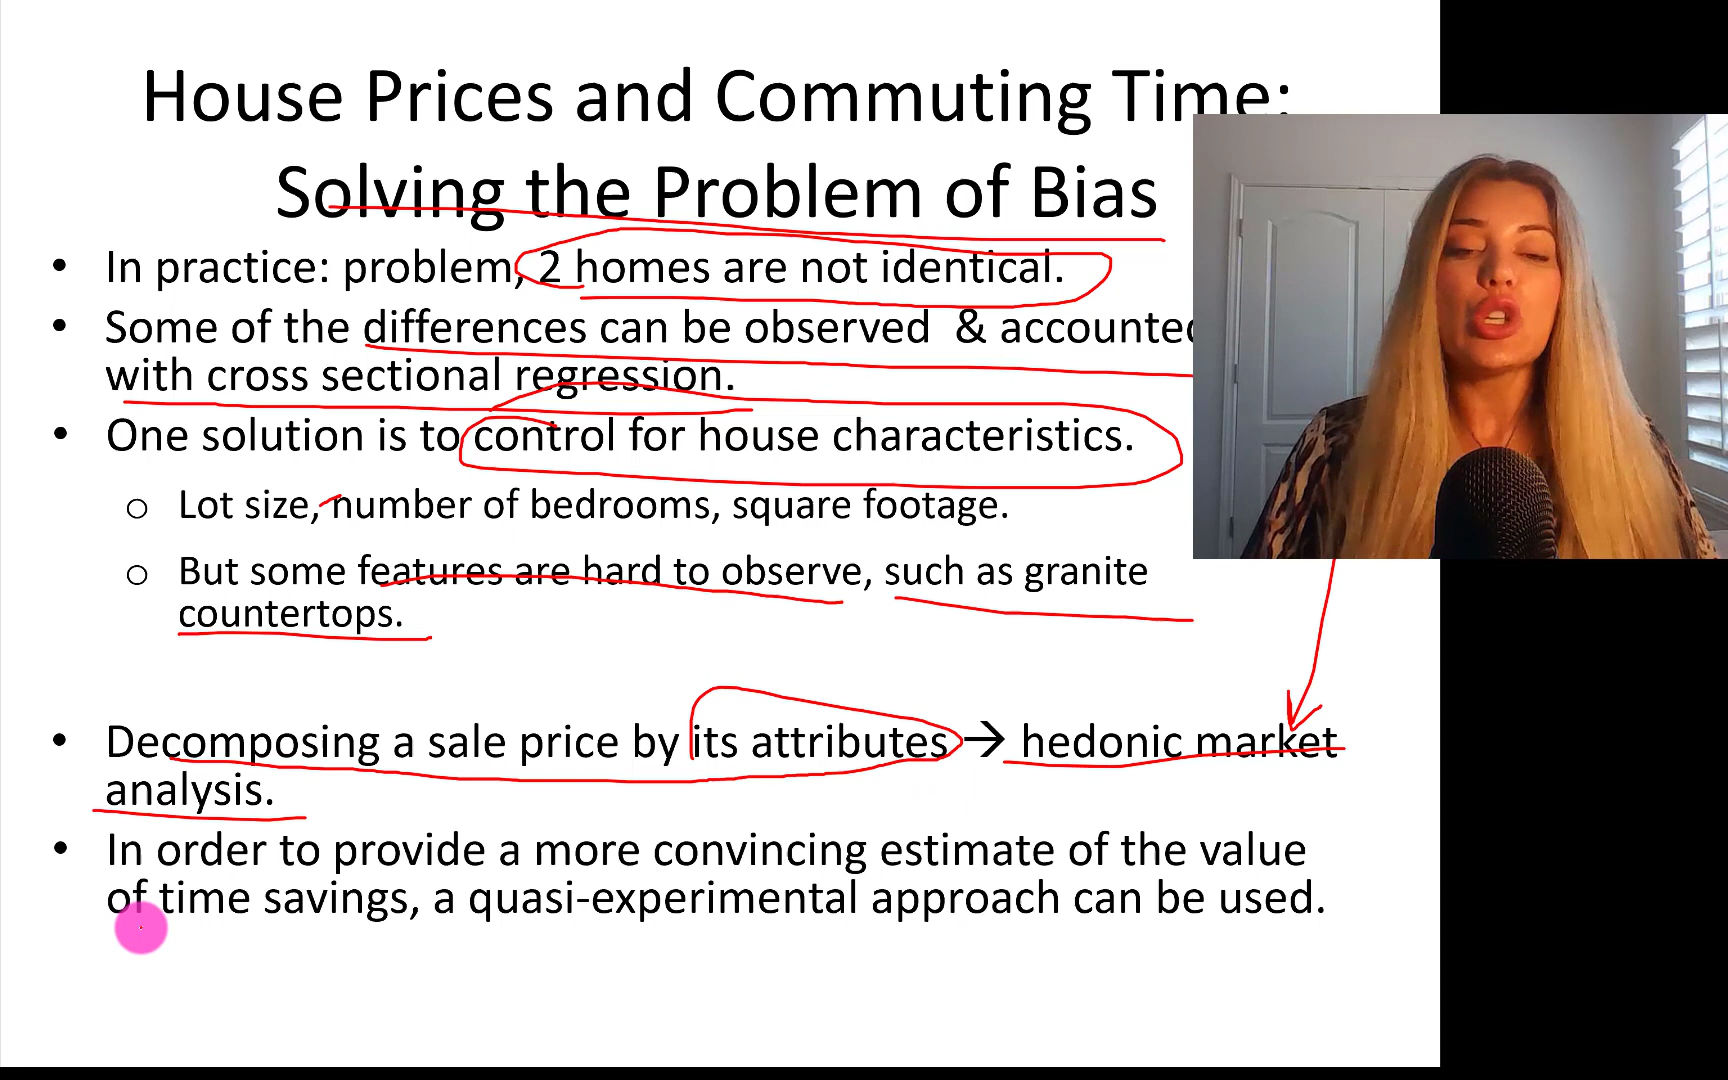 House Prices and Commuting Time:
Solving the Problem of Bias
• In practice: problem, 2 homes are not identical.
• Some of the differences can be observed & accounted
with cross sectional regression.
• One solution is to control for house characteristics.
o Lot size, number of bedrooms, square footage.
o But some features are hard to observe, such as granite
countertops.
• Decomposing a sale price by its attributes → hedonic market
analysis.
• In order to provide a more convincing estimate of the value
of time savings, a quasi-experimental approach can be used.